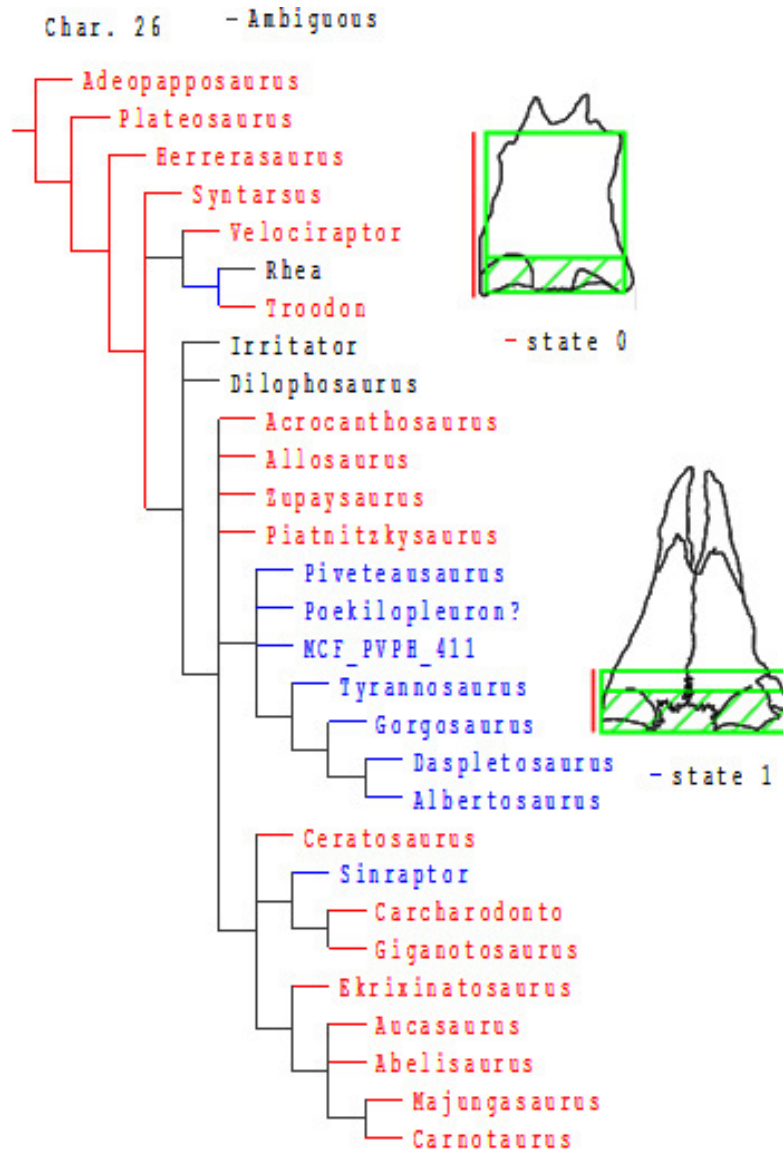 Char. 26 - Ambiguous
Adeopapposaurus
Plateosaurus
Herrerasaurus
Syntarsus
Velociraptor
Rhea
Troodon
- state 0
Irritator
Dilophosaurus
Acrocanthosaurus
Allosaurus
Zupaysaurus
Piatnitzkysaurus
Piveteausaurus
Poekilopleuron?
MCF_PVPH_411
Tyrannosaurus
Gorgosaurus
Daspletosaurus
- state 1
Albertosaurus
Ceratosaurus
Sinraptor
Carcharodonto
Giganotosaurus
Ekrixinatosaurus
Aucasaurus
Abelisaurus
Majungasaurus
Carnotaurus